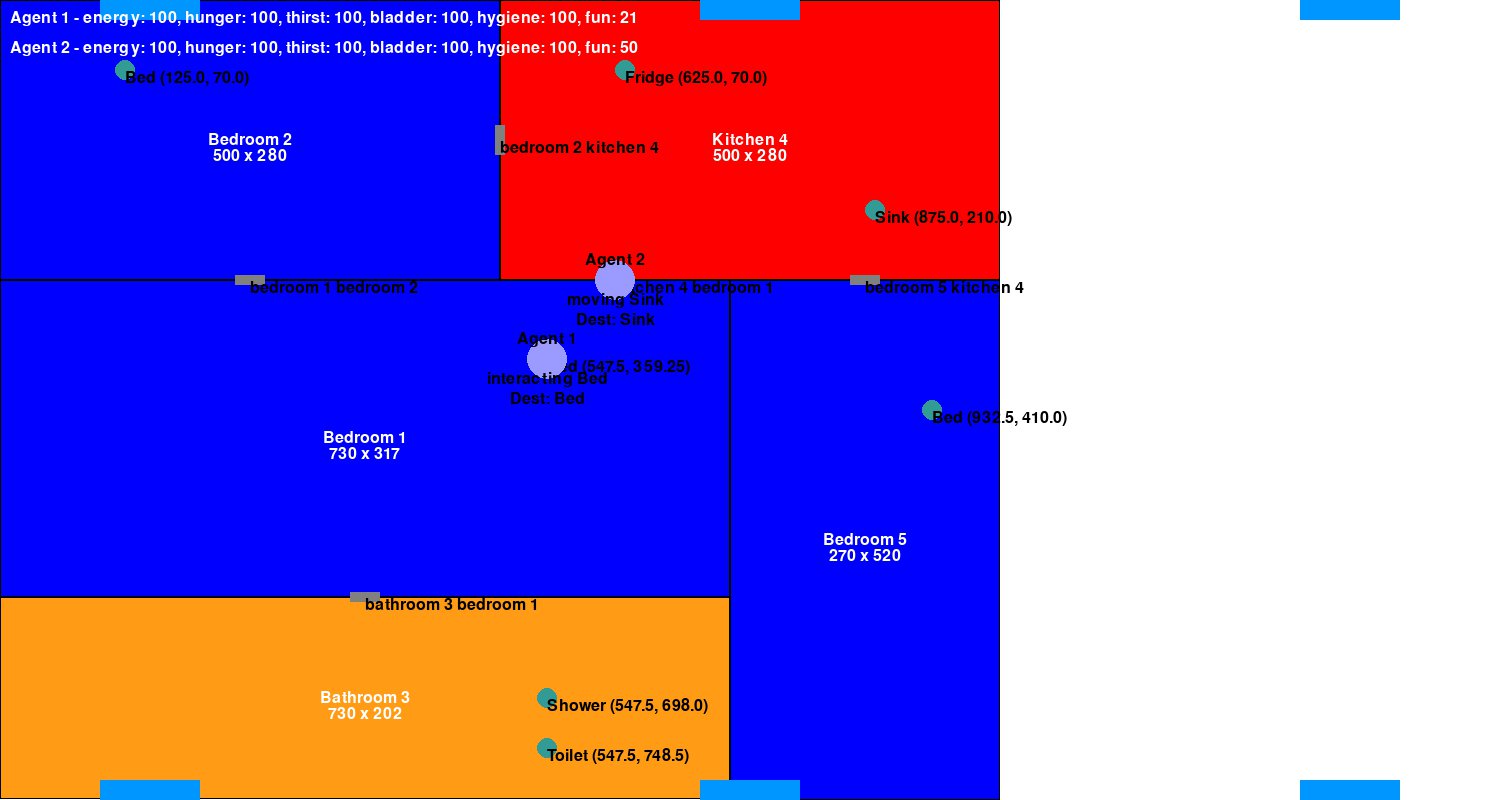 Agent 1 - energy: 100, hunger: 100, thirst: 100, bladder: 100, hygiene: 100, fun: 21
Agent 2 - energy: 100, hunger: 100, thirst: 100, bladder: 100, hygiene: 100, fun: 50
Bed (125.0, 70.0)
Fridge (625.0, 70.0)
Bedroom 2
500 x 280
Kitchen 4
500 x 280
bedroom 2 kitchen 4
Sink (875.0, 210.0)
Agent 2
bedroom 1 bedroom 2
chen 4 bedroom 1
bedroom 5 kitchen 4
moving Sink
Dest: Sink
Agent 1
d (547.5, 359.25)
interacting Bed
Dest: Bed
Bed (932.5, 410.0)
Bedroom 1
730 x 317
Bedroom 5
270 x 520
bathroom 3 bedroom 1
Bathroom 3
730 x 202
Shower (547.5, 698.0)
Toilet (547.5, 748.5)